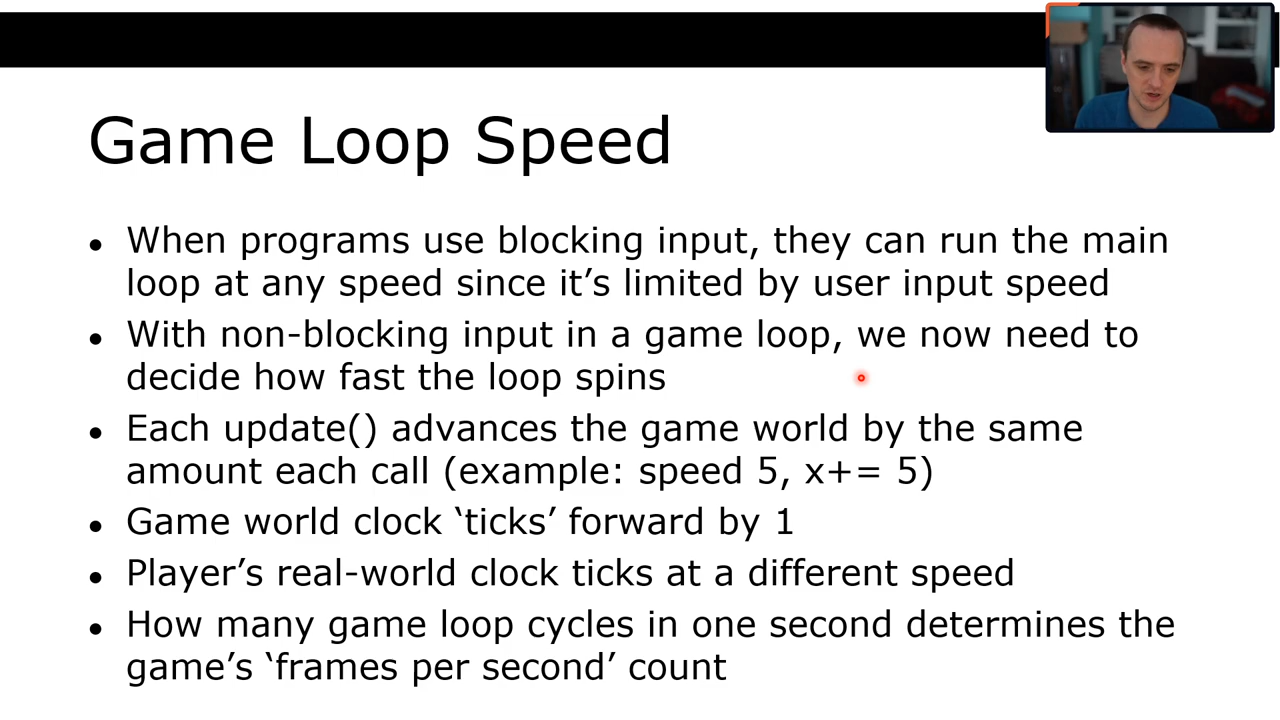 Game Loop Speed
• When programs use blocking input, they can run the main
loop at any speed since it’s limited by user input speed
• With non-blocking input in a game loop, we now need to
decide how fast the loop spins
• Each update() advances the game world by the same
amount each call (example: speed 5, x+= 5)
• Game world clock ‘ticks’ forward by 1
• Player’s real-world clock ticks at a different speed
• How many game loop cycles in one second determines the
game’s ‘frames per second’ count